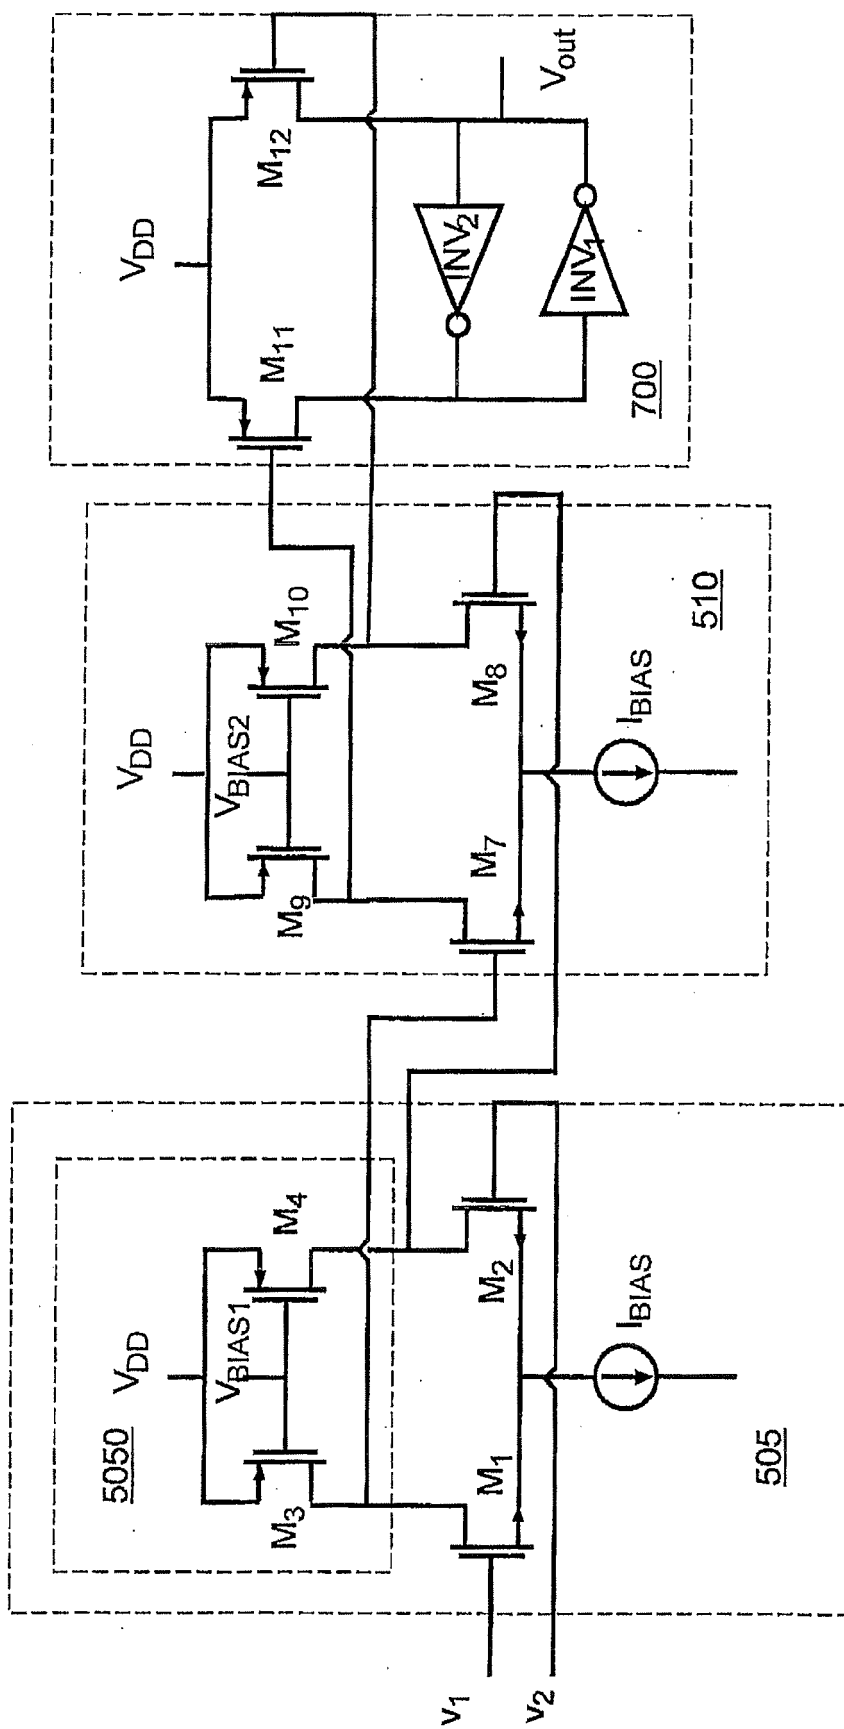 5050
V_DD
V_BIAS1
M_3
M_4
M_1
M_2
v_1
v_2
I_BIAS
505
V_DD
V_BIAS2
M_9
M_10
M_7
M_8
I_BIAS
510
V_DD
M_11
M_12
INV_2
INV_1
V_out
700